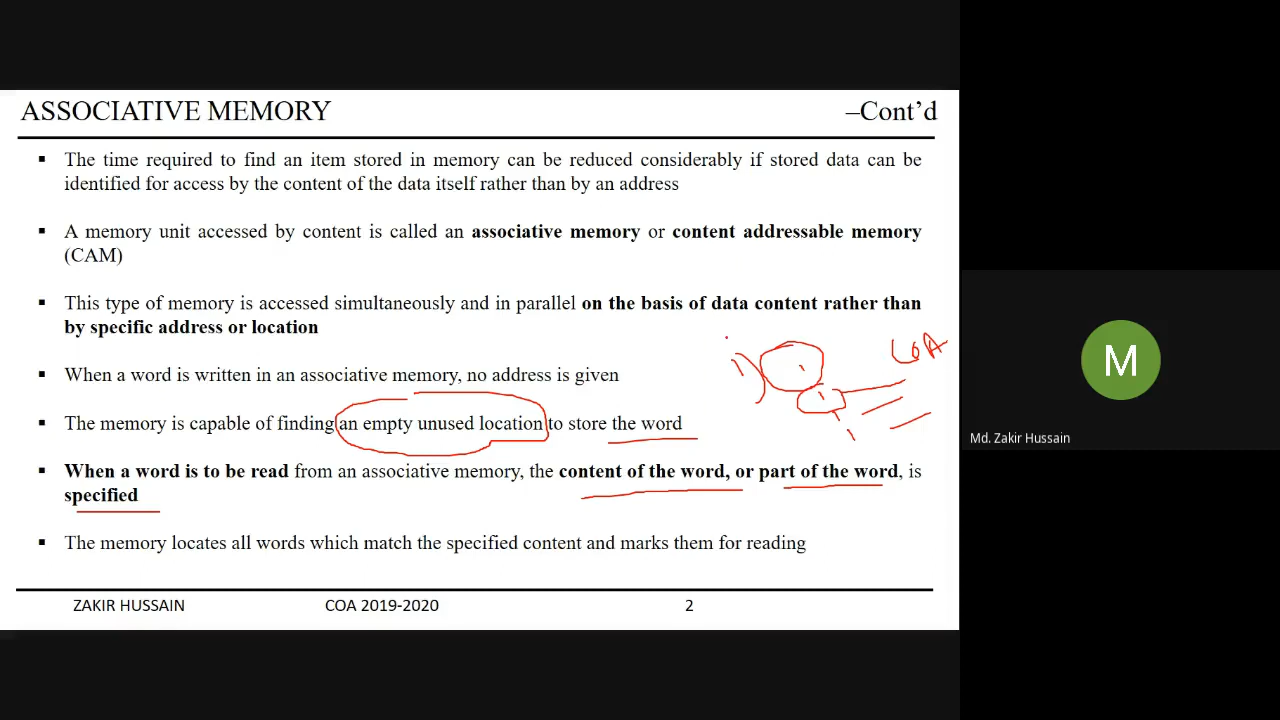 ASSOCIATIVE MEMORY –Cont’d
▪ The time required to find an item stored in memory can be reduced considerably if stored data can be
identified for access by the content of the data itself rather than by an address
▪ A memory unit accessed by content is called an associative memory or content addressable memory
(CAM)
▪ This type of memory is accessed simultaneously and in parallel on the basis of data content rather than
by specific address or location
COA
▪ When a word is written in an associative memory, no address is given
▪ The memory is capable of finding an empty unused location to store the word
▪ When a word is to be read from an associative memory, the content of the word, or part of the word, is
specified
▪ The memory locates all words which match the specified content and marks them for reading
ZAKIR HUSSAIN COA 2019-2020 2
M
Md. Zakir Hussain